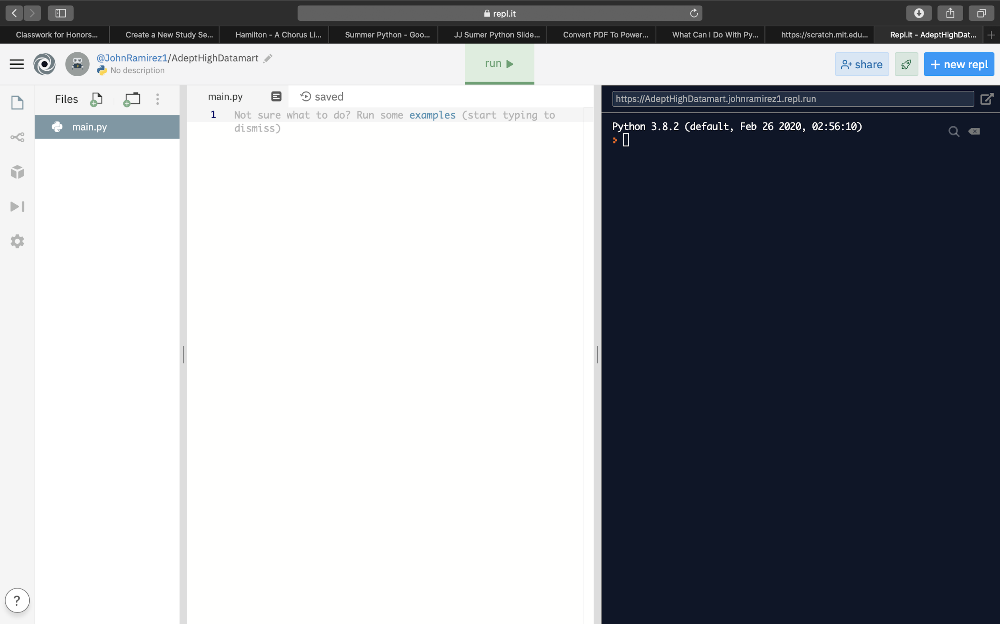 repl.it
Classwork for Honors...
Create a New Study Se...
Hamilton - A Chorus Li...
Summer Python - Goo...
JJ Sumer Python Slide...
Convert PDF To Power...
What Can I Do With Py...
https://scratch.mit.edu...
Repl.it - AdeptHighDat...
@JohnRamirez1/AdeptHighDatamart
No description
run
share
+ new repl
Files
main.py
main.py
saved
1 Not sure what to do? Run some examples (start typing to
dismiss)
https://AdeptHighDatamart.johnramirez1.repl.run
Python 3.8.2 (default, Feb 26 2020, 02:56:10)
?